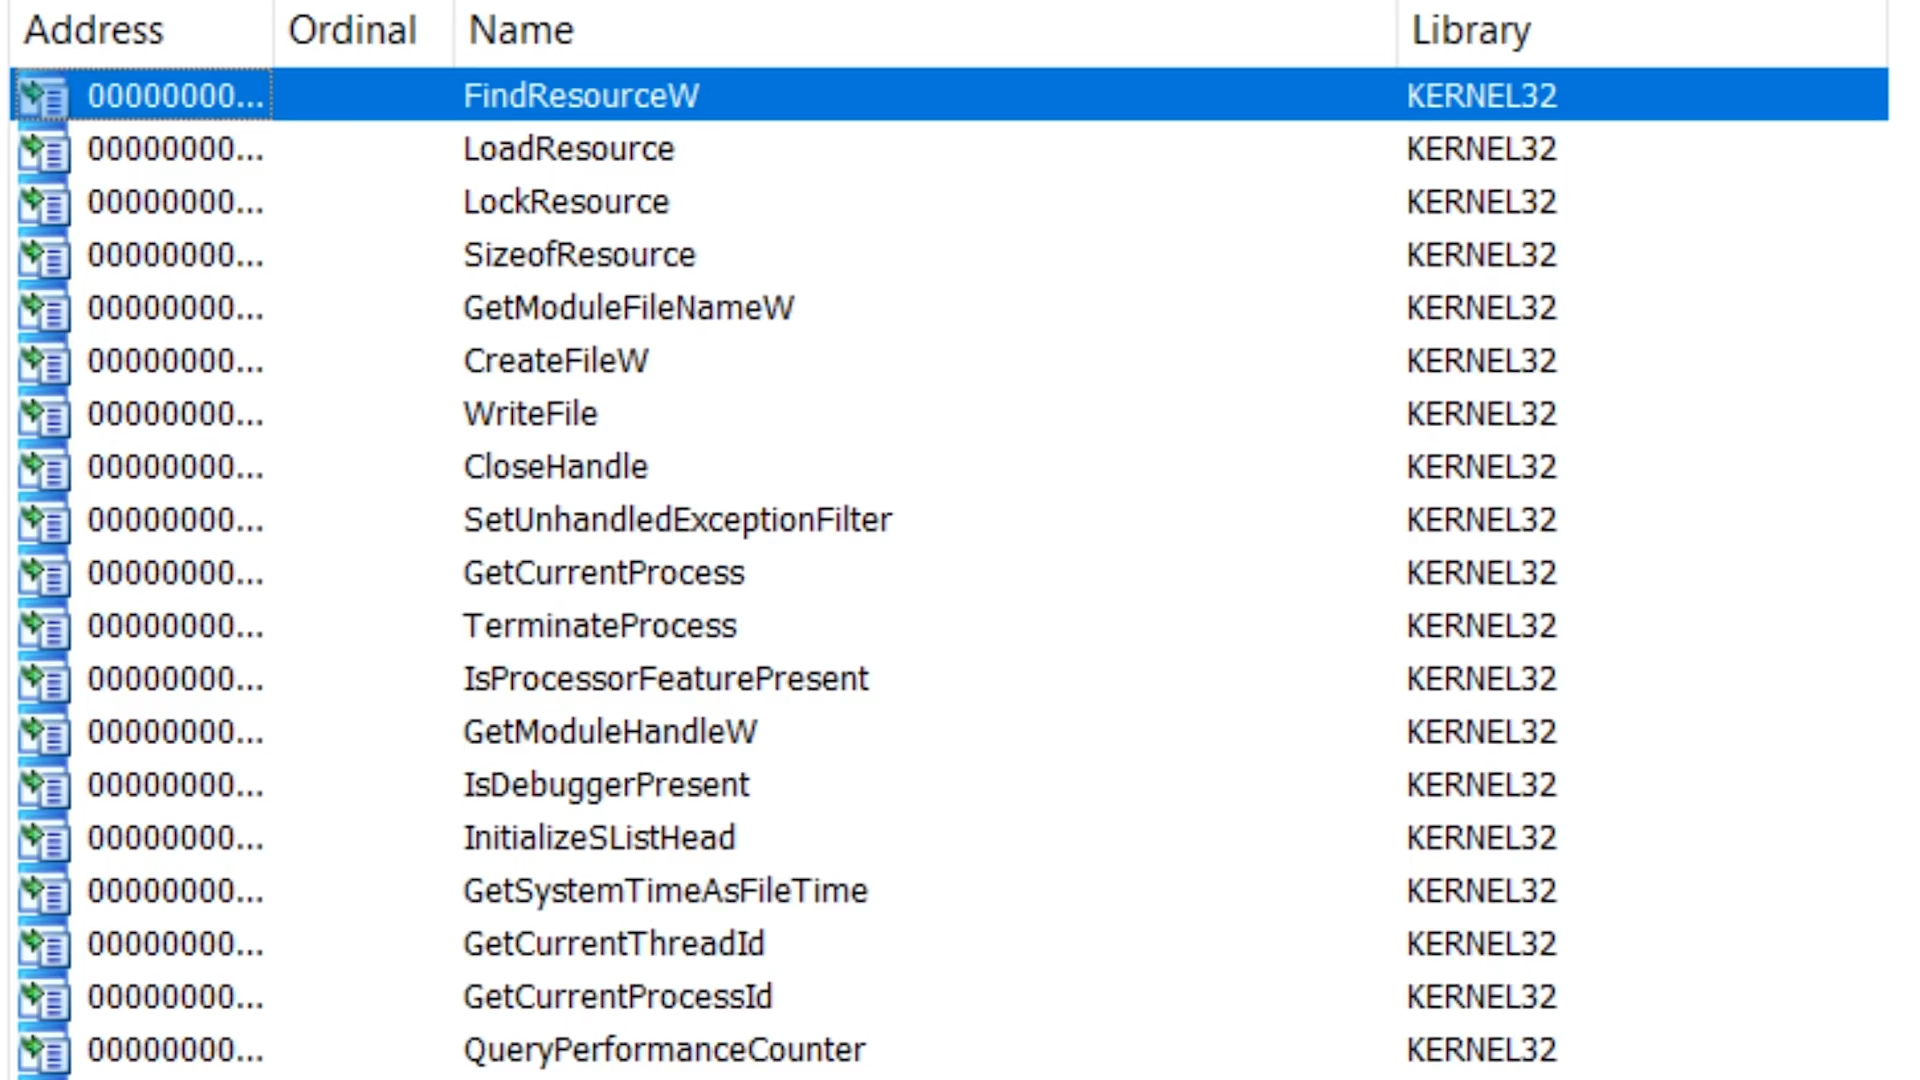 Address Ordinal Name Library
00000000... FindResourceW KERNEL32
00000000... LoadResource KERNEL32
00000000... LockResource KERNEL32
00000000... SizeofResource KERNEL32
00000000... GetModuleFileNameW KERNEL32
00000000... CreateFileW KERNEL32
00000000... WriteFile KERNEL32
00000000... CloseHandle KERNEL32
00000000... SetUnhandledExceptionFilter KERNEL32
00000000... GetCurrentProcess KERNEL32
00000000... TerminateProcess KERNEL32
00000000... IsProcessorFeaturePresent KERNEL32
00000000... GetModuleHandleW KERNEL32
00000000... IsDebuggerPresent KERNEL32
00000000... InitializeSListHead KERNEL32
00000000... GetSystemTimeAsFileTime KERNEL32
00000000... GetCurrentThreadId KERNEL32
00000000... GetCurrentProcessId KERNEL32
00000000... QueryPerformanceCounter KERNEL32